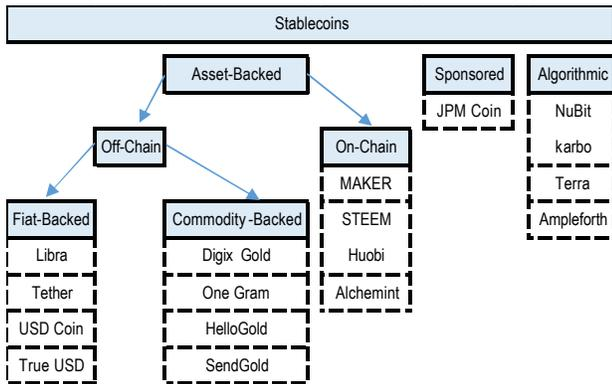 Stablecoins
Asset-Backed
Sponsored
Algorithmic
JPM Coin
NuBit
karbo
Terra
Ampleforth
Off-Chain
On-Chain
MAKER
STEEM
Huobi
Alchemint
Fiat-Backed
Libra
Tether
USD Coin
True USD
Commodity-Backed
Digix Gold
One Gram
HelloGold
SendGold